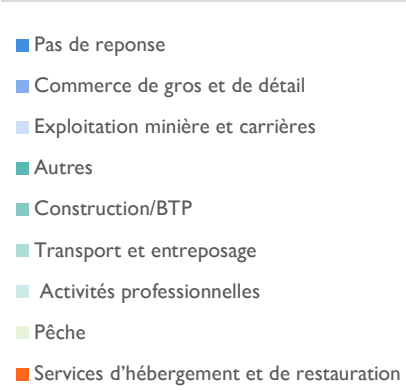 Pas de reponse
Commerce de gros et de détail
Exploitation minière et carrières
Autres
Construction/BTP
Transport et entreposage
Activités professionnelles
Pêche
Services d’hébergement et de restauration